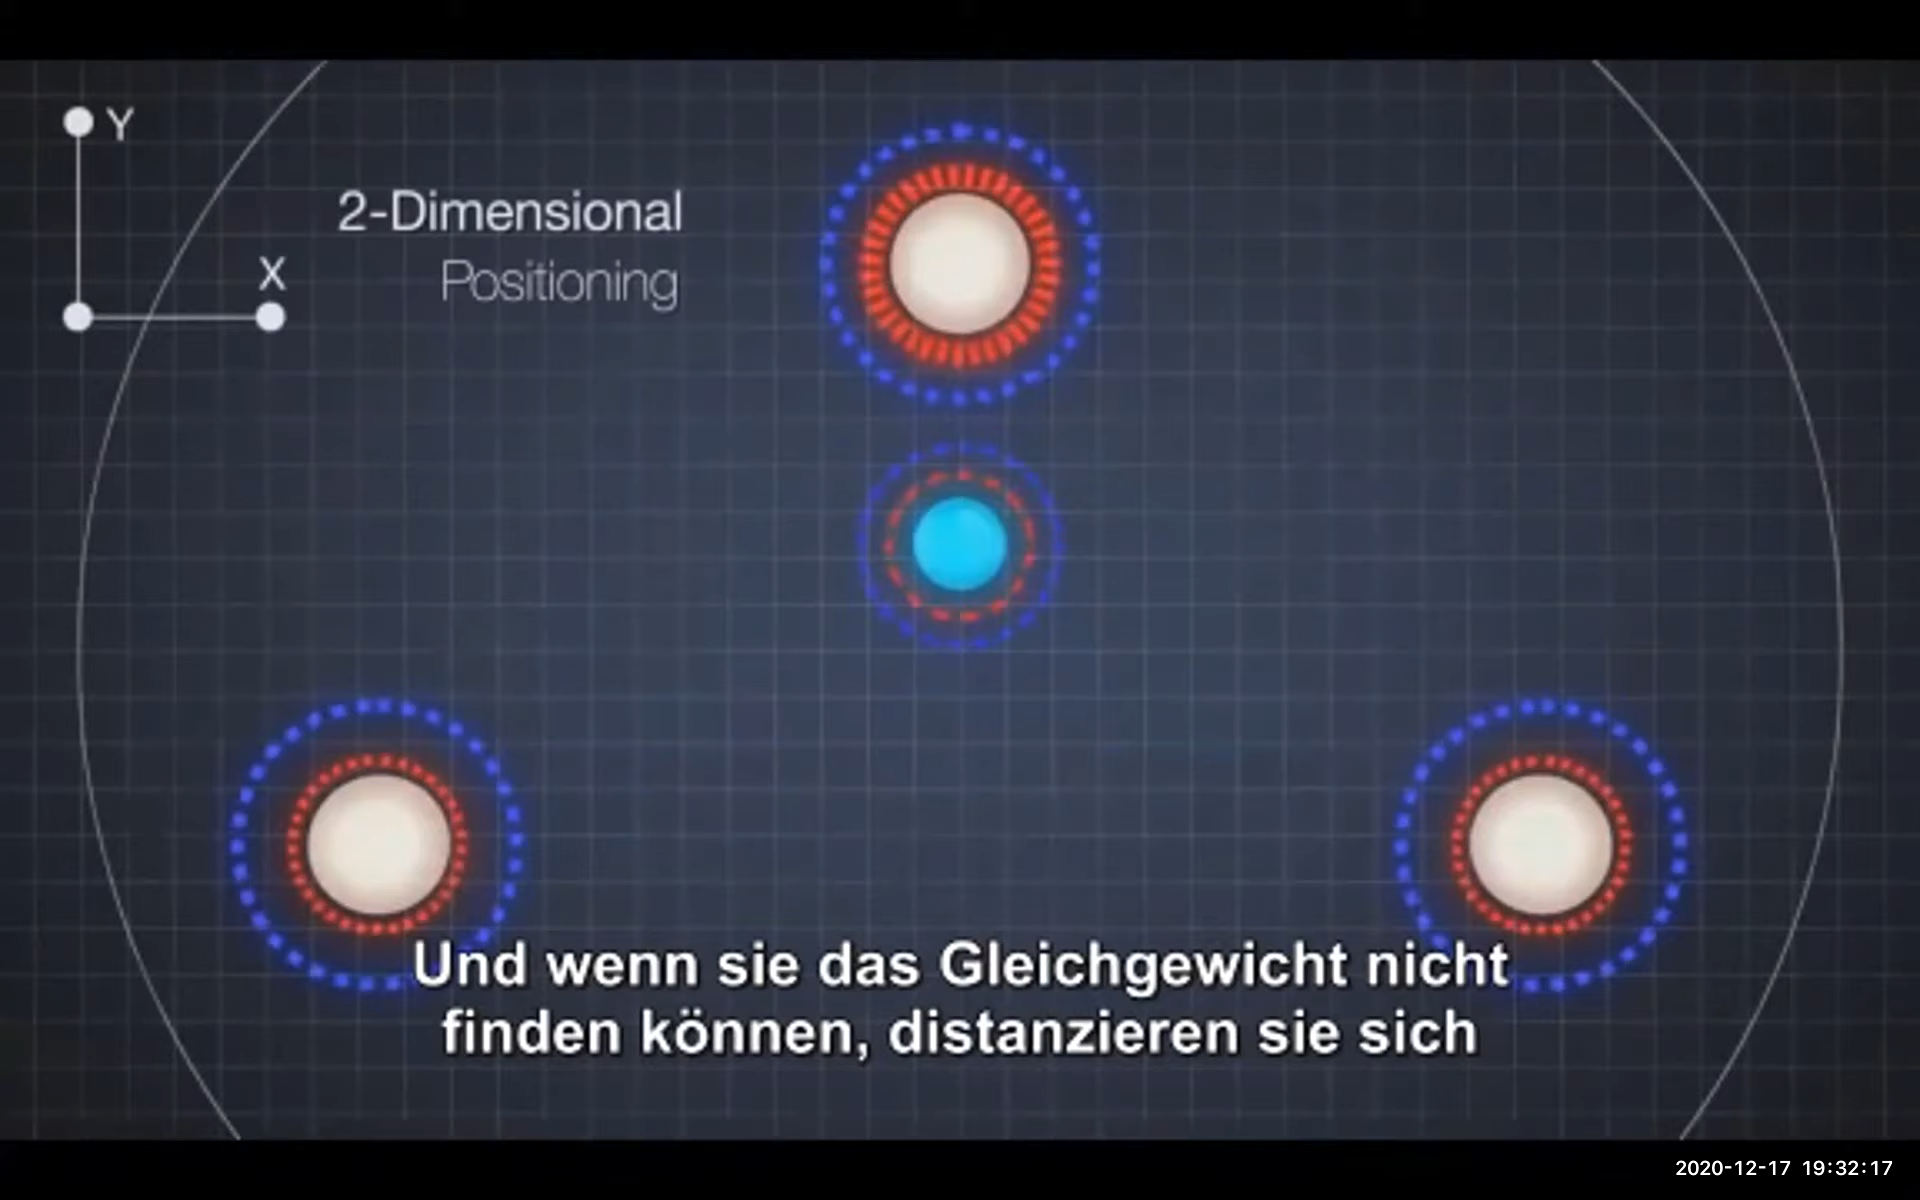 Y
2-Dimensional
X
Positioning
Und wenn sie das Gleichgewicht nicht
finden können, distanzieren sie sich
2020-12-17 19:32:17